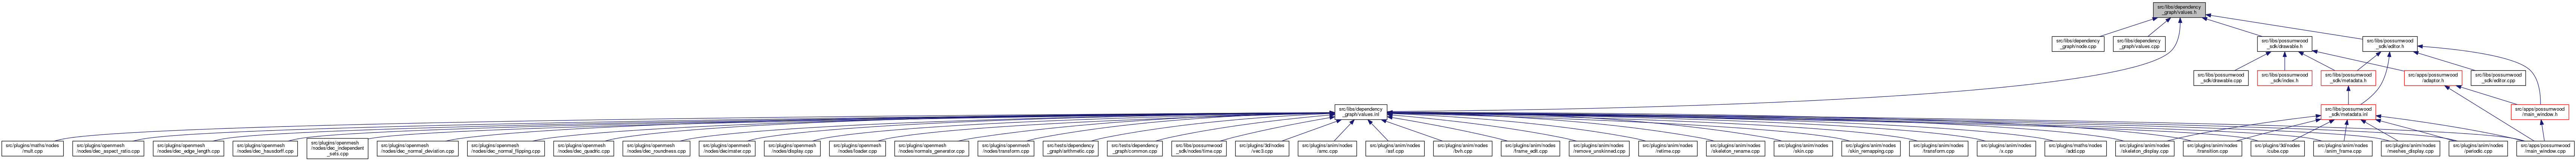 src/libs/dependency
_graph/values.h
src/libs/dependency
_graph/node.cpp
src/libs/dependency
_graph/values.cpp
src/libs/possumwood
_sdk/drawable.h
src/libs/possumwood
_sdk/editor.h
src/libs/possumwood
_sdk/drawable.cpp
src/libs/possumwood
_sdk/index.h
src/libs/possumwood
_sdk/metadata.h
src/apps/possumwood
/adaptor.h
src/libs/possumwood
_sdk/editor.cpp
src/libs/dependency
_graph/values.inl
src/libs/possumwood
_sdk/metadata.inl
src/apps/possumwood
/main_window.h
src/plugins/maths/nodes
/mult.cpp
src/plugins/openmesh
/nodes/dec_aspect_ratio.cpp
src/plugins/openmesh
/nodes/dec_edge_length.cpp
src/plugins/openmesh
/nodes/dec_hausdorff.cpp
src/plugins/openmesh
/nodes/dec_independent
_sets.cpp
src/plugins/openmesh
/nodes/dec_normal_deviation.cpp
src/plugins/openmesh
/nodes/dec_normal_flipping.cpp
src/plugins/openmesh
/nodes/dec_quadric.cpp
src/plugins/openmesh
/nodes/dec_roundness.cpp
src/plugins/openmesh
/nodes/decimater.cpp
src/plugins/openmesh
/nodes/display.cpp
src/plugins/openmesh
/nodes/loader.cpp
src/plugins/openmesh
/nodes/normals_generator.cpp
src/plugins/openmesh
/nodes/transform.cpp
src/tests/dependency
_graph/arithmetic.cpp
src/tests/dependency
_graph/common.cpp
src/libs/possumwood
_sdk/nodes/time.cpp
src/plugins/3d/nodes
/vec3.cpp
src/plugins/anim/nodes
/amc.cpp
src/plugins/anim/nodes
/asf.cpp
src/plugins/anim/nodes
/bvh.cpp
src/plugins/anim/nodes
/frame_edit.cpp
src/plugins/anim/nodes
/remove_unskinned.cpp
src/plugins/anim/nodes
/retime.cpp
src/plugins/anim/nodes
/skeleton_rename.cpp
src/plugins/anim/nodes
/skin.cpp
src/plugins/anim/nodes
/skin_remapping.cpp
src/plugins/anim/nodes
/transform.cpp
src/plugins/anim/nodes
/x.cpp
src/plugins/maths/nodes
/add.cpp
src/plugins/anim/nodes
/skeleton_display.cpp
src/plugins/anim/nodes
/transition.cpp
src/plugins/3d/nodes
/cube.cpp
src/plugins/anim/nodes
/anim_frame.cpp
src/plugins/anim/nodes
/meshes_display.cpp
src/plugins/anim/nodes
/periodic.cpp
src/apps/possumwood
/main_window.cpp